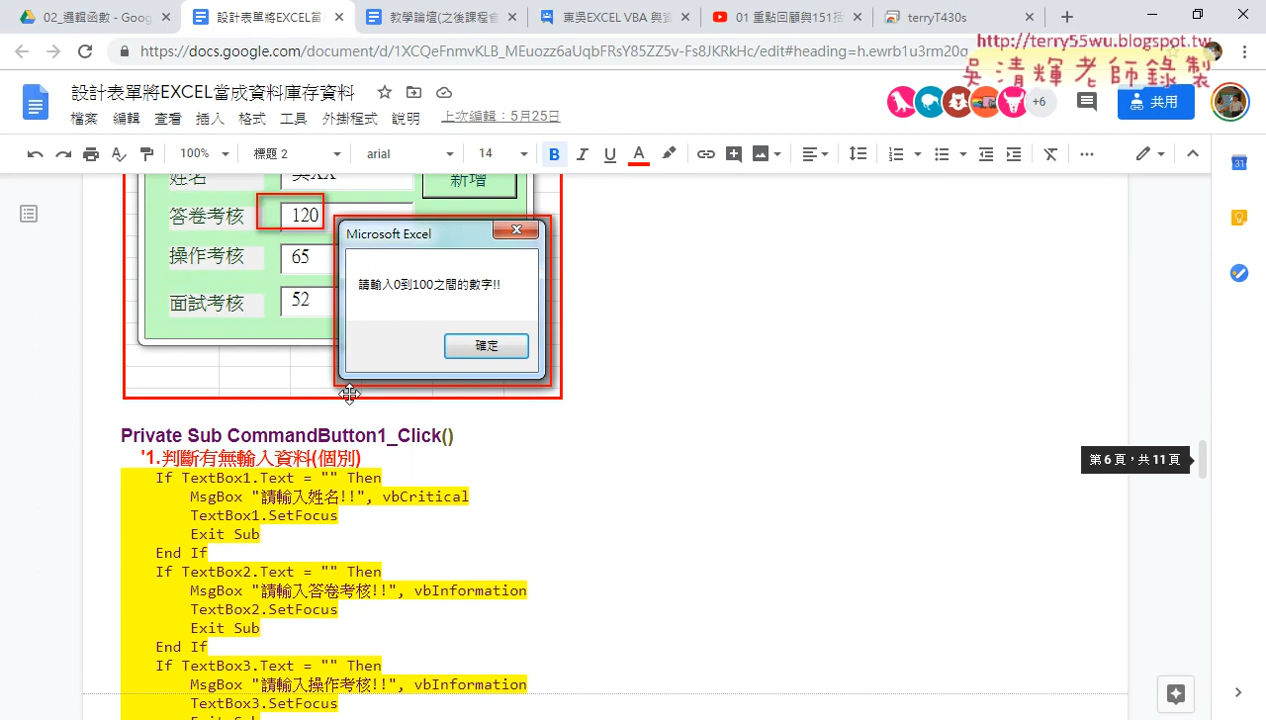 02_邏輯函數 - Goog
設計表單將EXCEL當
教學論壇(之後課程會
東吳EXCEL VBA 與
01 重點回顧與151招
terryT430s
https://docs.google.com/document/d/1XCQeFnmvKLB_MEuozz6aUqbFRsY85ZZ5v-Fs8JKRkHc/edit#heading=h.ewrb1u3rm20
http://terry55wu.blogspot.tw
吳清輝老師錄製
設計表單將EXCEL當成資料庫存資料
檔案 編輯 查看 插入 格式 工具 外掛程式 說明 上次編輯：5月25日
+6
共用
100% 標題 2 arial 14 B I U A
31
姓名 吳XX 新增
答卷考核 120
操作考核 65
面試考核 52
Microsoft Excel
請輸入0到100之間的數字!!
確定
Private Sub CommandButton1_Click()
'1.判斷有無輸入資料(個別)
If TextBox1.Text = "" Then
MsgBox "請輸入姓名!!", vbCritical
TextBox1.SetFocus
Exit Sub
End If
If TextBox2.Text = "" Then
MsgBox "請輸入答卷考核!!", vbInformation
TextBox2.SetFocus
Exit Sub
End If
If TextBox3.Text = "" Then
MsgBox "請輸入操作考核!!", vbInformation
TextBox3.SetFocus
Exit Sub
第 6 頁，共 11 頁